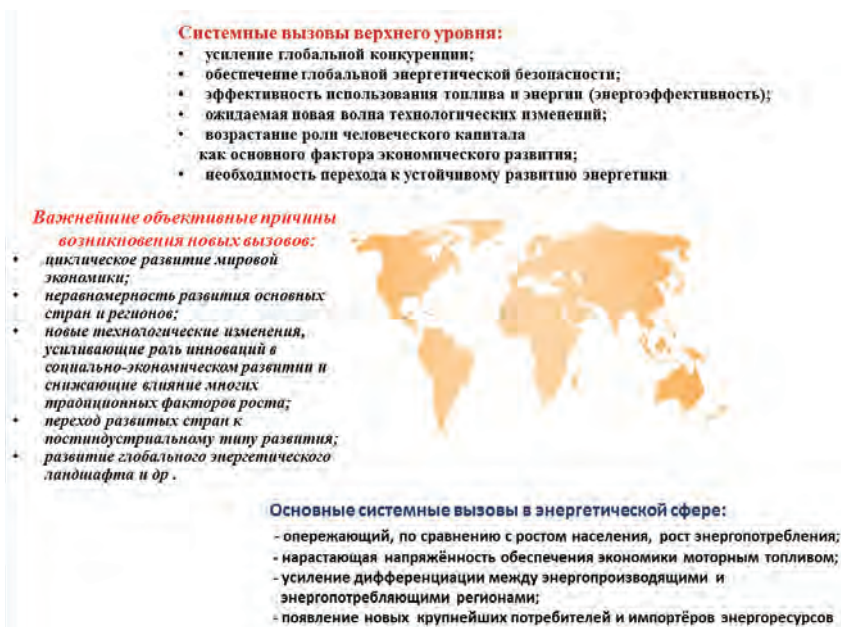 Системные вызовы верхнего уровня:
• усиление глобальной конкуренции;
• обеспечение глобальной энергетической безопасности;
• эффективность использования топлива и энергии (энергоэффективность);
• ожидаемая новая волна технологических изменений;
• возрастание роли человеческого капитала
как основного фактора экономического развития;
• необходимость перехода к устойчивому развитию энергетики
Важнейшие объективные причины
возникновения новых вызовов:
• циклическое развитие мировой
экономики;
• неравномерность развития основных
стран и регионов;
• новые технологические изменения,
усиливающие роль инноваций в
социально-экономическом развитии и
снижающие влияние многих
традиционных факторов роста;
• переход развитых стран к
постиндустриальному типу развития;
• развитие глобального энергетического
ландшафта и др .
Основные системные вызовы в энергетической сфере:
- опережающий, по сравнению с ростом населения, рост энергопотребления;
- нарастающая напряжённость обеспечения экономики моторным топливом;
- усиление дифференциации между энергопроизводящими и
энергопотребляющими регионами;
- появление новых крупнейших потребителей и импортёров энергоресурсов